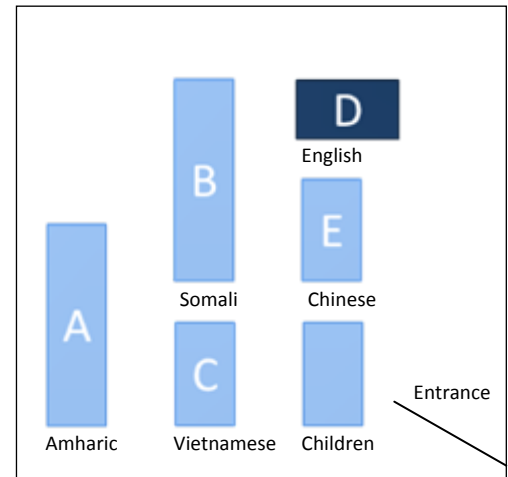 D
English
B
E
Somali
Chinese
A
C
Entrance
Amharic
Vietnamese
Children